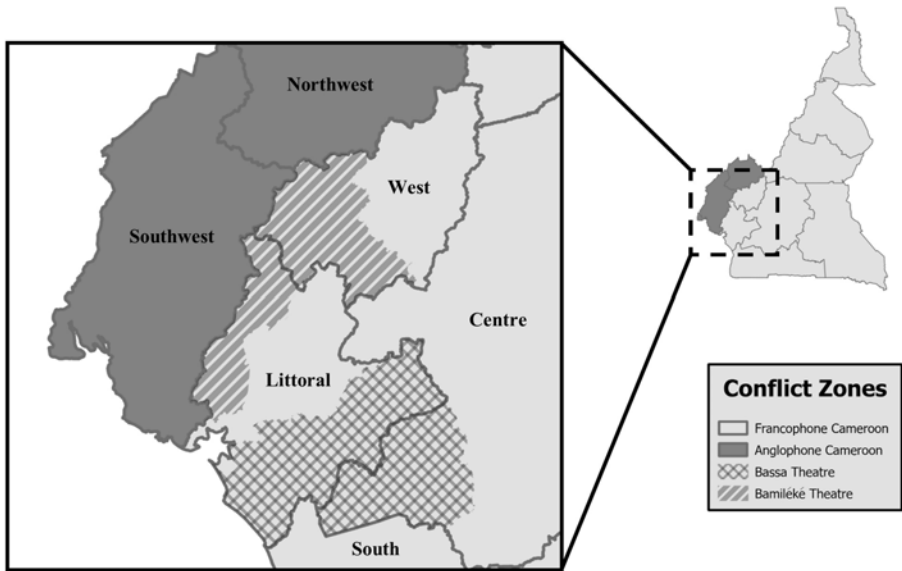 Northwest
West
Southwest
Centre
Littoral
South
Conflict Zones
Francophone Cameroon
Anglophone Cameroon
Bassa Theatre
Bamiléké Theatre